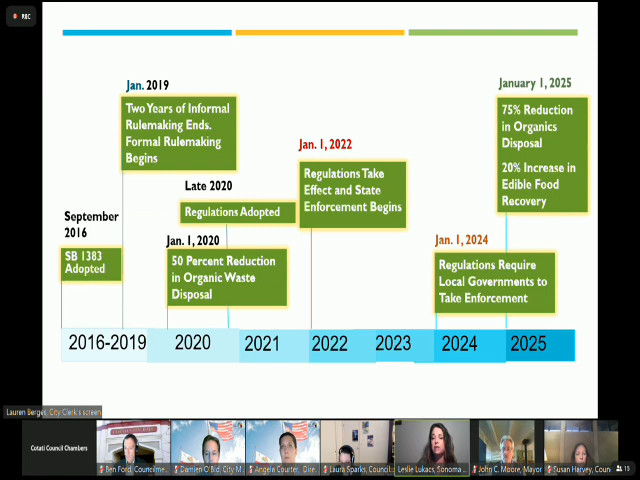 REC
Jan. 2019
Two Years of Informal
Rulemaking Ends.
Formal Rulemaking
Begins
September
2016
SB 1383
Adopted
Late 2020
Regulations Adopted
Jan. 1, 2020
50 Percent Reduction
in Organic Waste
Disposal
Jan. 1, 2022
Regulations Take
Effect and State
Enforcement Begins
Jan. 1, 2024
Regulations Require
Local Governments to
Take Enforcement
January 1, 2025
75% Reduction
in Organics
Disposal
20% Increase in
Edible Food
Recovery
2016-2019 2020 2021 2022 2023 2024 2025
Lauren Berges, City Clerk's screen
Cotati Council Chambers
Ben Ford, Councilme...
Damien O'Bid, City M...
Angela Courter, Dire...
Laura Sparks, Council...
Leslie Lukacs, Sonoma ...
John C. Moore, Mayor
Susan Harvey, Coun...
15